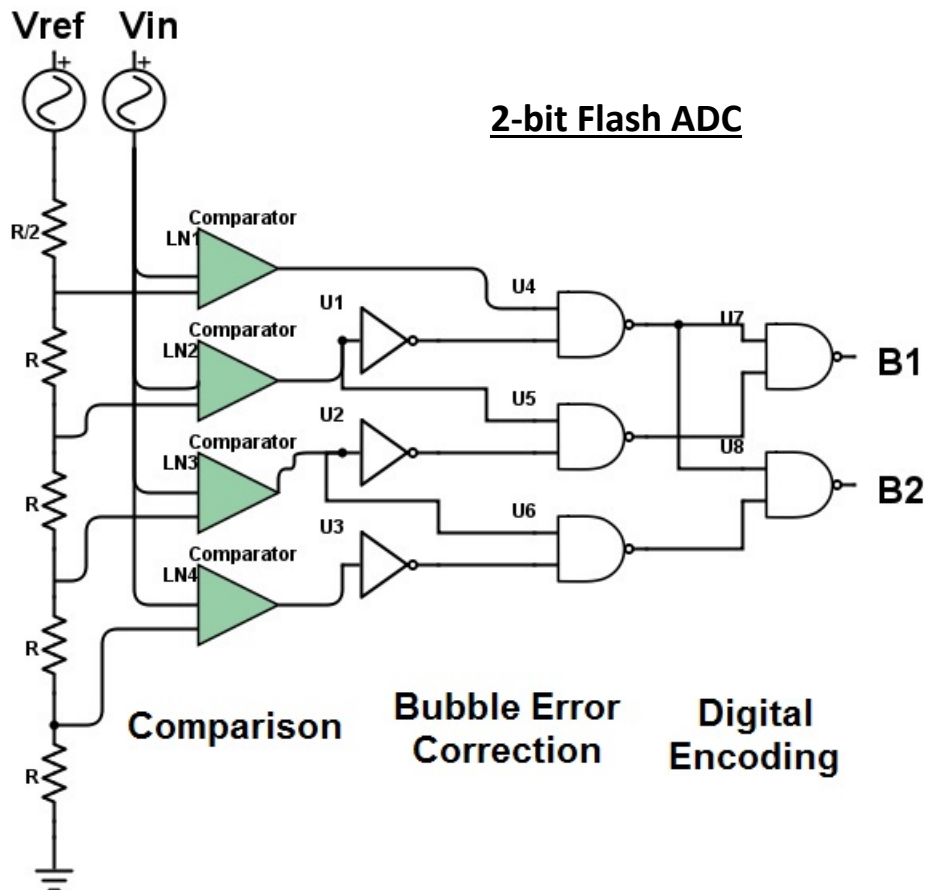 Vref Vin
2-bit Flash ADC
R/2
Comparator
LN1
U4
U1
U7
R
Comparator
LN2
B1
U5
U2
U8
Comparator
LN3
B2
R
U6
U3
Comparator
LN4
R
Comparison
Bubble Error
Correction
Digital
Encoding
R